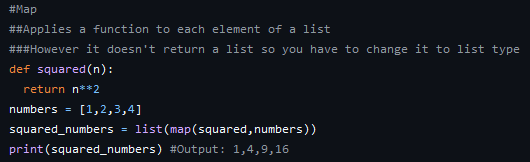 #Map
##Applies a function to each element of a list
###However it doesn't return a list so you have to change it to list type
def squared(n):
  return n**2
numbers = [1,2,3,4]
squared_numbers = list(map(squared,numbers))
print(squared_numbers) #Output: 1,4,9,16